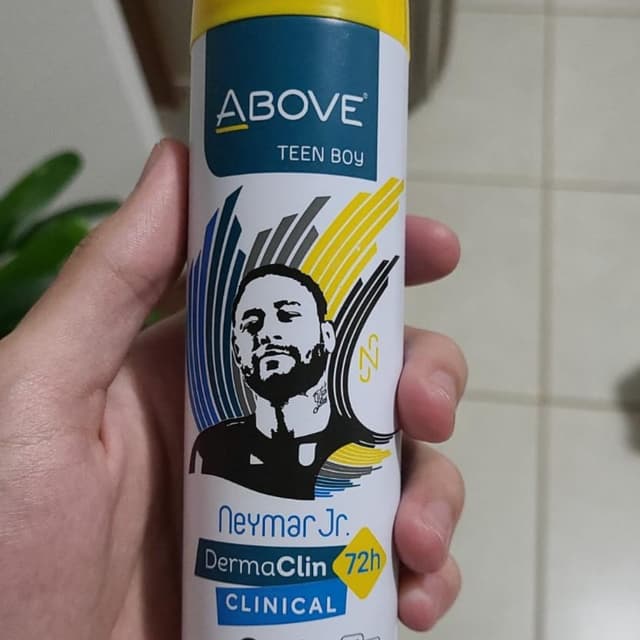 ABOVE®
TEEN BOY
Neymar Jr.
DermaClin 72h
CLINICAL